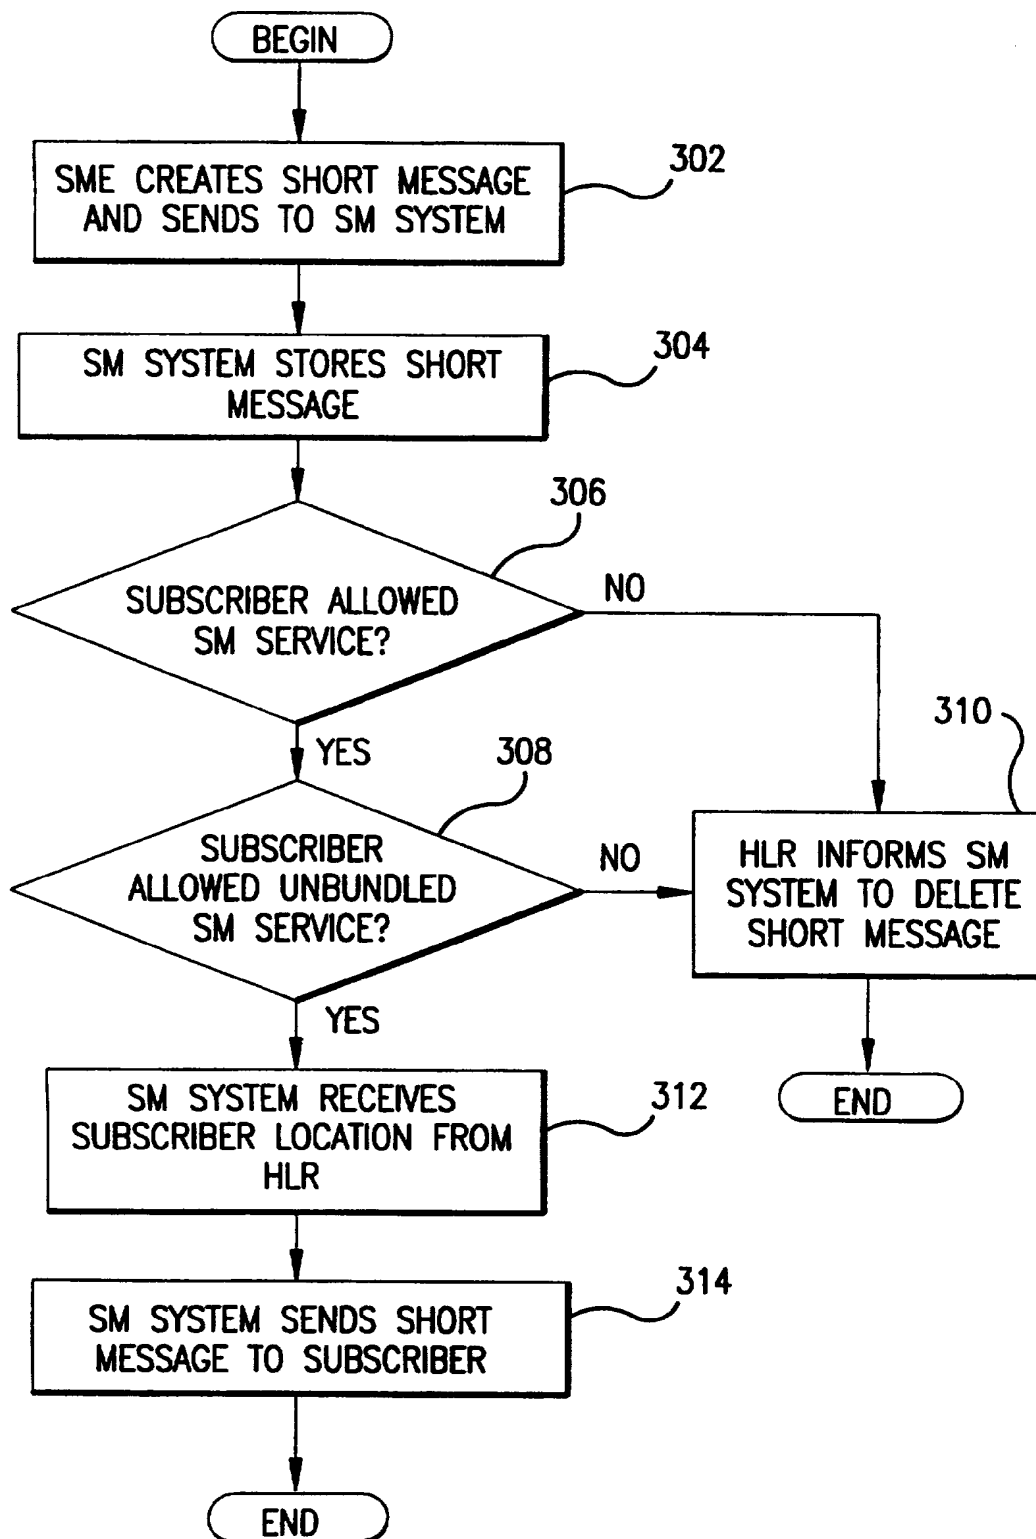 BEGIN
SME CREATES SHORT MESSAGE
AND SENDS TO SM SYSTEM
302
SM SYSTEM STORES SHORT
MESSAGE
304
306
SUBSCRIBER ALLOWED
SM SERVICE?
NO
YES
308
310
SUBSCRIBER
ALLOWED UNBUNDLED
SM SERVICE?
NO
HLR INFORMS SM
SYSTEM TO DELETE
SHORT MESSAGE
YES
END
SM SYSTEM RECEIVES
SUBSCRIBER LOCATION FROM
HLR
312
SM SYSTEM SENDS SHORT
MESSAGE TO SUBSCRIBER
314
END